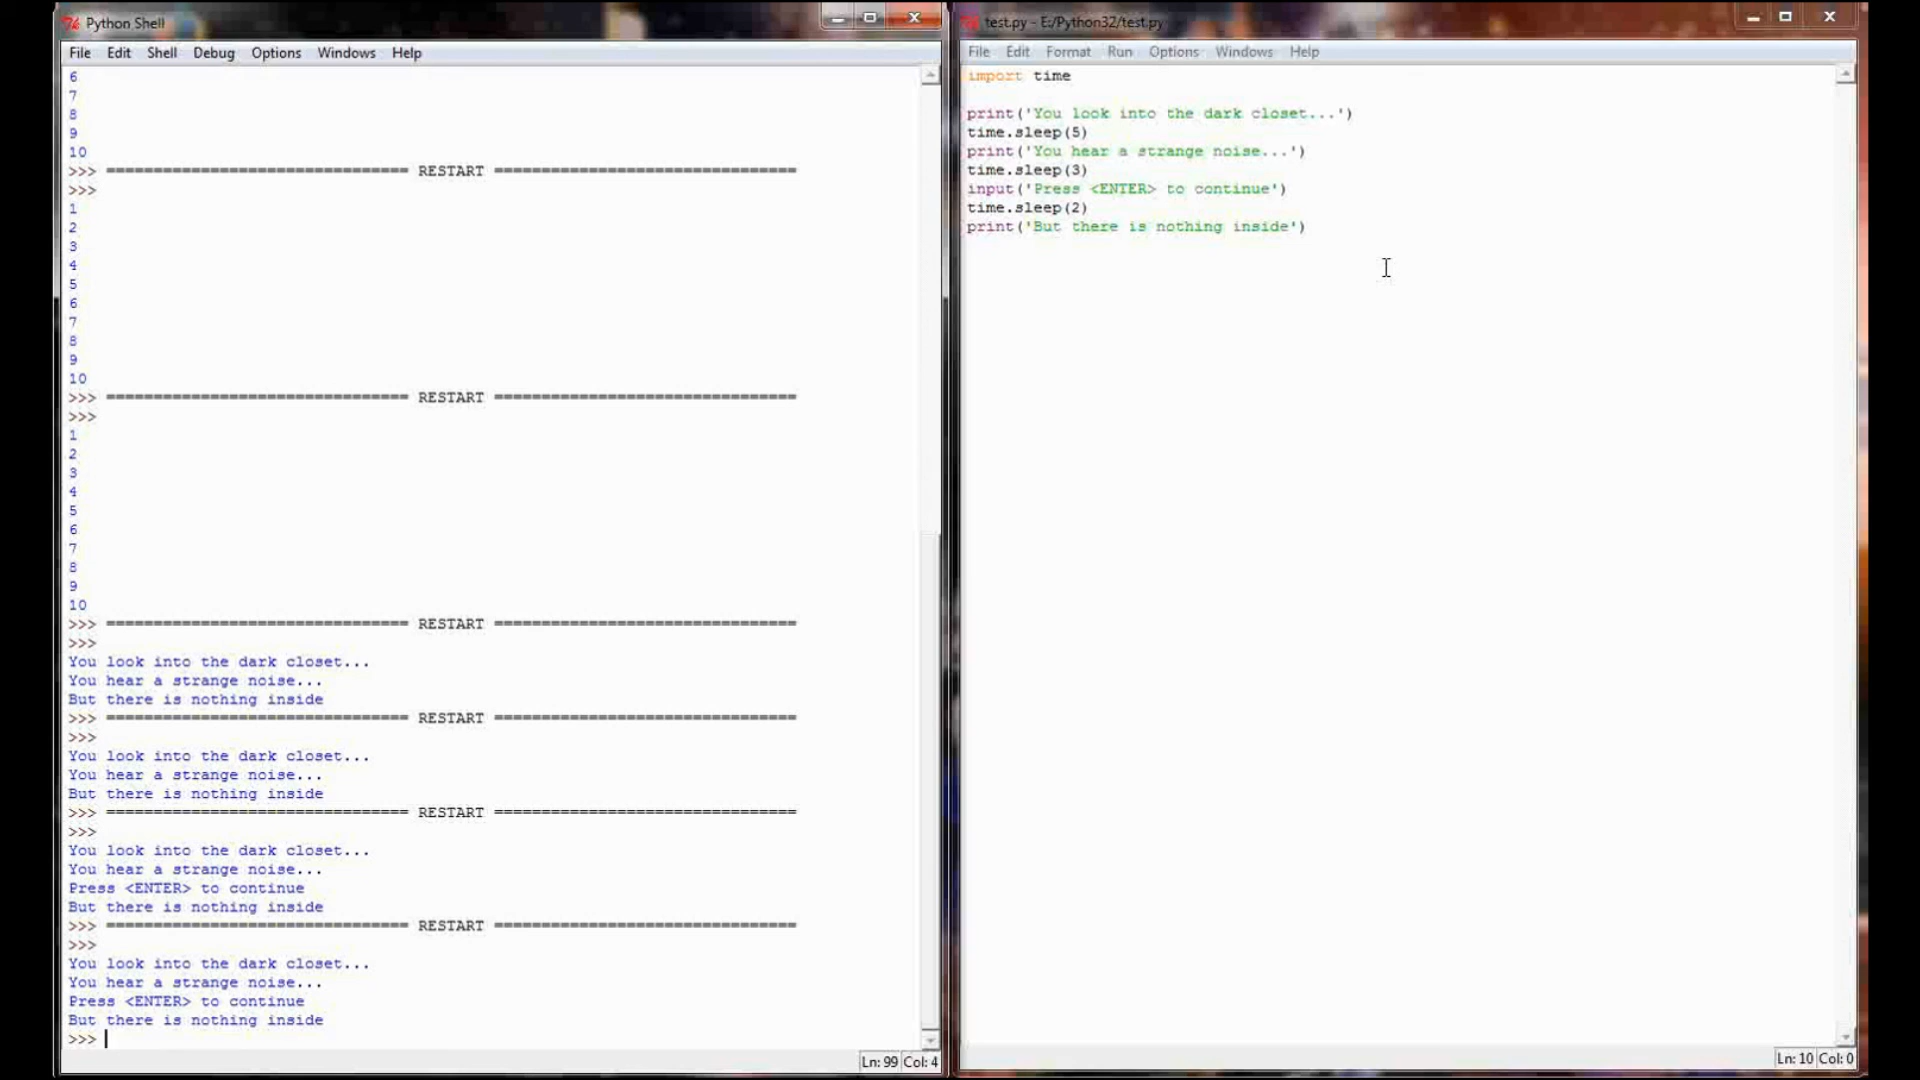 Python Shell
File Edit Shell Debug Options Windows Help
6
7
8
9
10
>>> ================================ RESTART ================================
>>>
1
2
3
4
5
6
7
8
9
10
>>> ================================ RESTART ================================
>>>
1
2
3
4
5
6
7
8
9
10
>>> ================================ RESTART ================================
>>>
You look into the dark closet...
You hear a strange noise...
But there is nothing inside
>>> ================================ RESTART ================================
>>>
You look into the dark closet...
You hear a strange noise...
But there is nothing inside
>>> ================================ RESTART ================================
>>>
You look into the dark closet...
You hear a strange noise...
Press <ENTER> to continue
But there is nothing inside
>>> ================================ RESTART ================================
>>>
You look into the dark closet...
You hear a strange noise...
Press <ENTER> to continue
But there is nothing inside
>>>
Ln: 99 Col: 4
test.py - E:/Python32/test.py
File Edit Format Run Options Windows Help
import time
print('You look into the dark closet...')
time.sleep(5)
print('You hear a strange noise...')
time.sleep(3)
input('Press <ENTER> to continue')
time.sleep(2)
print('But there is nothing inside')
Ln: 10 Col: 0